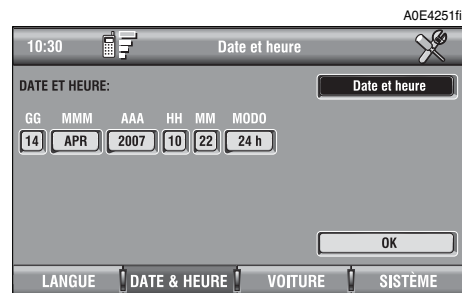 A0E4251fi
10:30 Date et heure
DATE ET HEURE: Date et heure
GG MMM AAA HH MM MODO
14 APR 2007 10 22 24 h
OK
LANGUE DATE & HEURE VOITURE SISTÈME